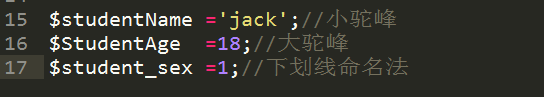 15 $studentName ='jack';//小驼峰
16 $StudentAge  =18;//大驼峰
17 $student_sex =1;//下划线命名法